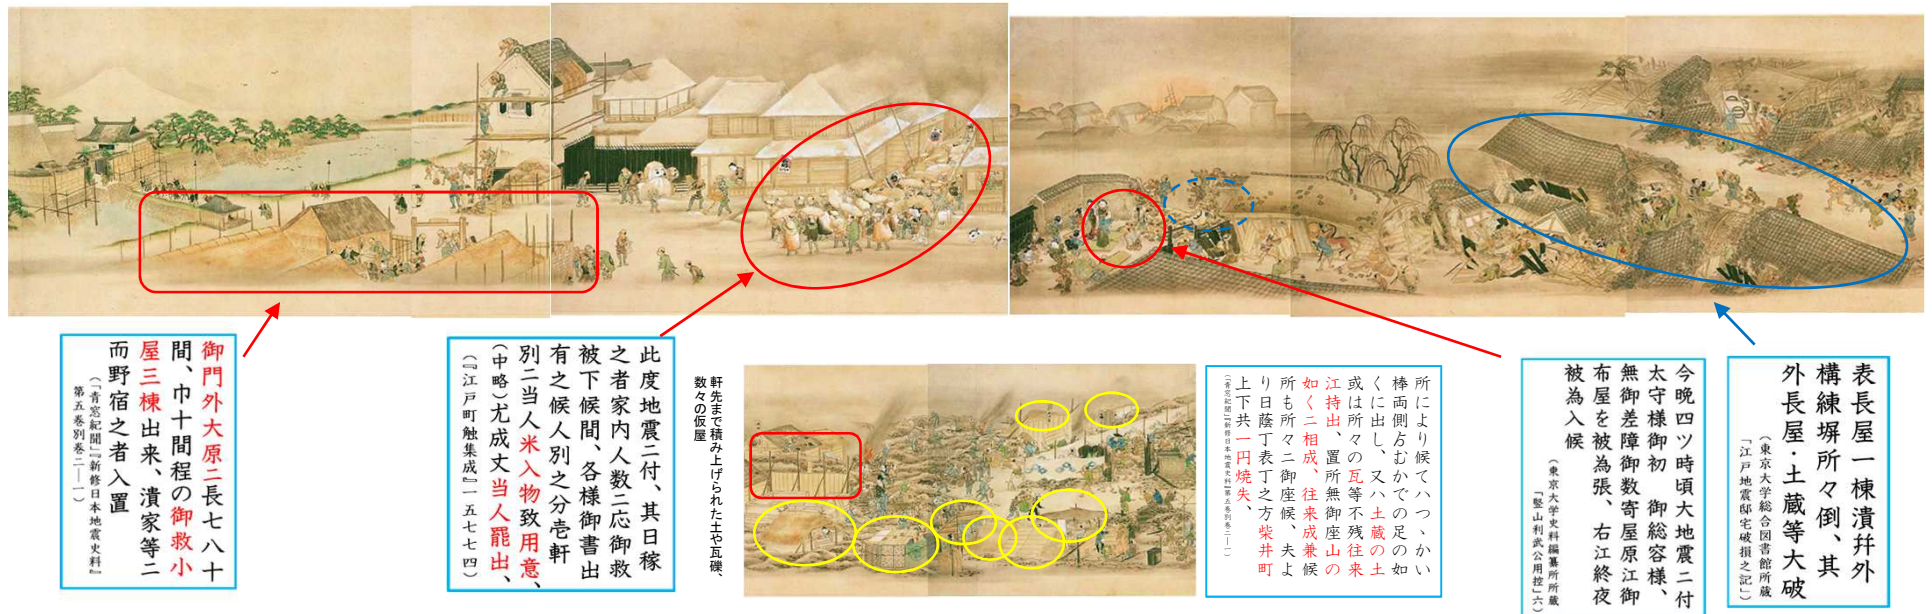 表長屋一棟潰幷外
構練塀所々倒、其
外長屋・土蔵等大破
（東京大学総合図書館所蔵
「江戸地震邸宅破損之記」）
今晩四ツ時頃大地震ニ付
太守様御初　御総容様、
無御差障御数寄屋原江御
布屋を被為張、右江終夜
被為入候
（東京大学史料編纂所所蔵
「竪山利武公用控」六）
所により候てハつゝかい
棒両側占むかでの足の如
くに出し、又ハ土蔵の土
或は所々の瓦等不残往来
江持出、置所無御座山の
如くニ相成、往来成兼候
所も所々ニ御座候、夫よ
り日蔭丁表丁之方柴井町
上下共一円焼失、
（「青窓紀聞」『新修日本地震史料』第五巻別巻二―一）
軒先まで積み上げられた土や瓦礫、
数々の仮屋
此度地震ニ付、其日稼
之者家内人数ニ応御救
被下候間、各様御書出
有之候人別之分壱軒
別ニ当人米入物致用意、
（中略）尤成丈当人罷出、
（『江戸町触集成』一五七七四）
御門外大原ニ長七八十
間、巾十間程の御救小
屋三棟出来、潰家等ニ
而野宿之者入置
（「青窓紀聞」『新修日本地震史料』
第五巻別巻二―一）